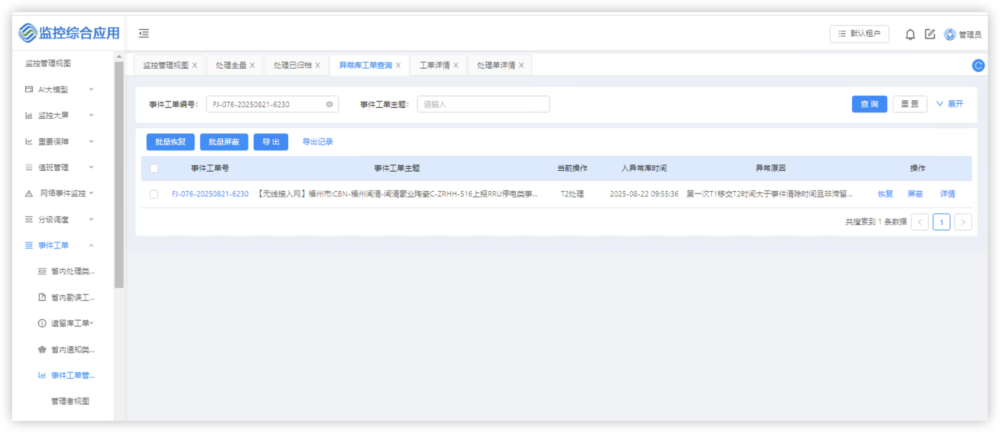 监控综合应用
默认租户
管理员
监控管理视图
AI大模型
监控大屏
重要保障
值班管理
网络事件监控
分级调度
事件工单
省内处理类...
省内勘误工...
遗留库工单
省内通知类...
事件工单管...
管理者视图
监控管理视图 X 处理全量 X 处理已归档 X 异常库工单查询 X 工单详情 X 处理单详情 X
事件工单编号： FJ-076-20250821-6230 事件工单主题： 请输入 查 询 重 置 展开
批量恢复 批量屏蔽 导 出 导出记录
事件工单号 事件工单主题 当前操作 入异常库时间 异常原因 操作
FJ-076-20250821-6230 【无线接入网】福州市:CBN-福州闽清-闽清豪业陶瓷C-ZRHH-516上报RRU停电类事... T2处理 2025-08-22 09:55:36 第一次T1移交T2时间大于事件清除时间且非滞留... 恢复 屏蔽 详情
共搜索到 1 条数据 < 1 >